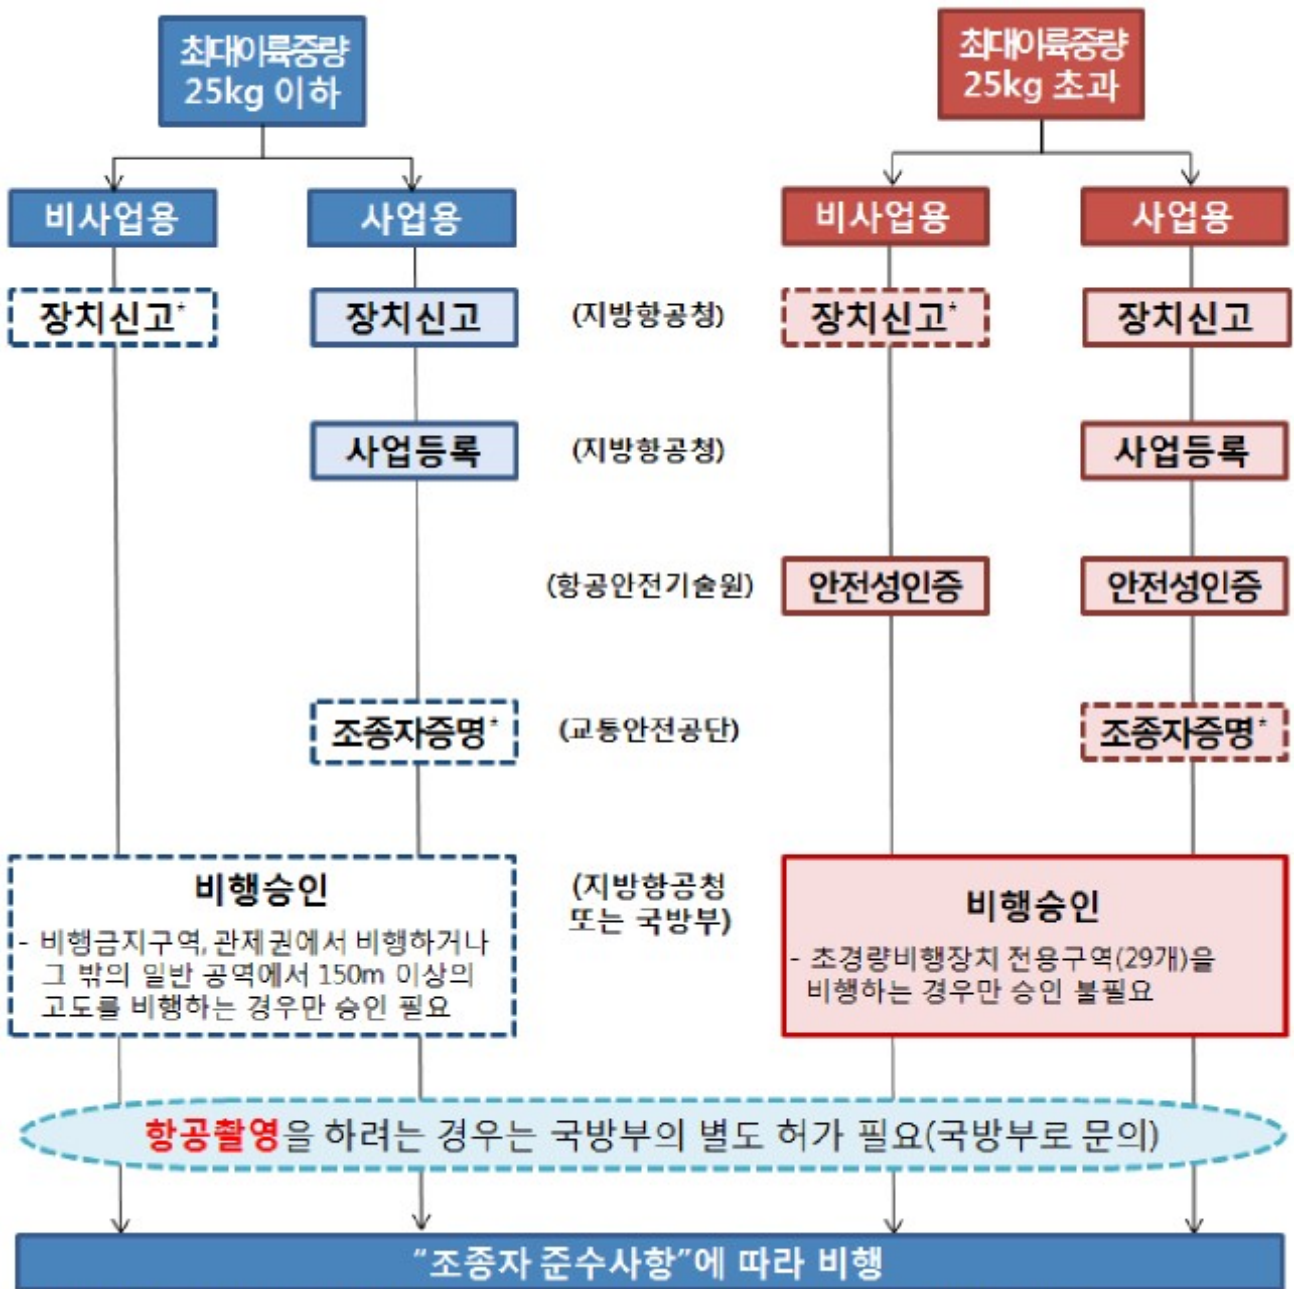 최대이륙중량
25kg 이하
최대이륙중량
25kg 초과
비사업용
사업용
비사업용
사업용
장치신고*
장치신고
(지방항공청)
장치신고*
장치신고
사업등록
(지방항공청)
사업등록
(항공안전기술원)
안전성인증
안전성인증
조종자증명*
(교통안전공단)
조종자증명*
비행승인
- 비행금지구역, 관제권에서 비행하거나
그 밖의 일반 공역에서 150m 이상의
고도를 비행하는 경우만 승인 필요
(지방항공청
또는 국방부)
비행승인
- 초경량비행장치 전용구역(29개)을
비행하는 경우만 승인 불필요
항공촬영을 하려는 경우는 국방부의 별도 허가 필요(국방부로 문의)
“조종자 준수사항”에 따라 비행